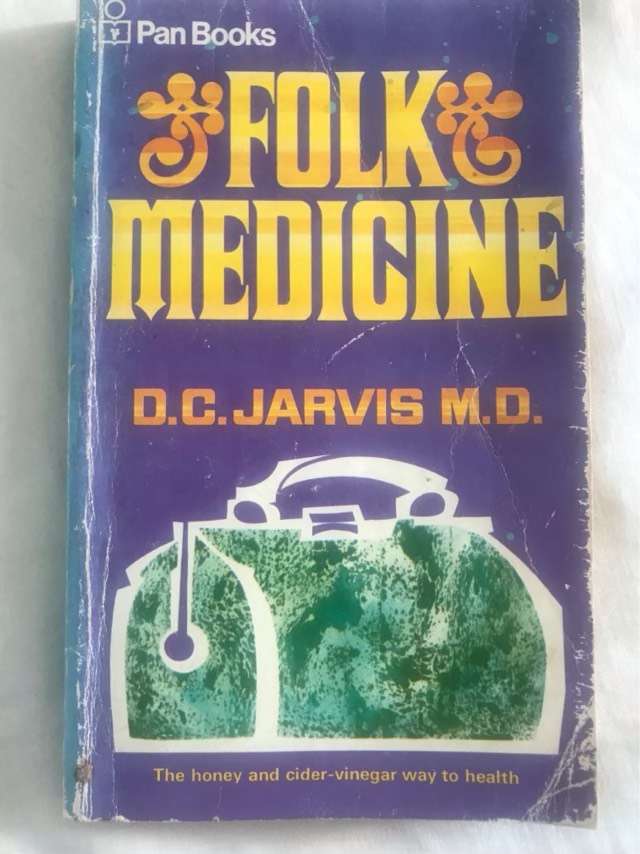 Pan Books
FOLK
MEDICINE
D.C. JARVIS M.D.
The honey and cider-vinegar way to health